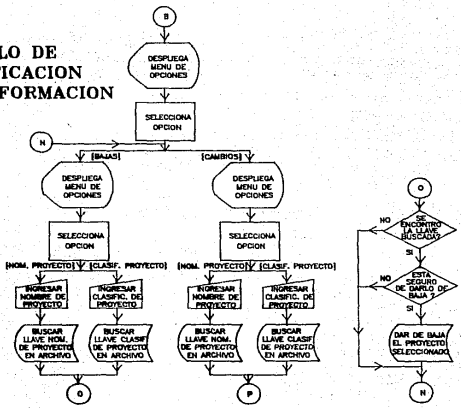 B
LO DE
ICACION
FORMACION
DESPLIEGA
MENU DE
OPCIONES
SELECCIONA
OPCION
N
[BAJAS]
[CAMBIOS]
DESPLIEGA
MENU DE
OPCIONES
DESPLIEGA
MENU DE
OPCIONES
SELECCIONA
OPCION
SELECCIONA
OPCION
[NOM. PROYECTO]
[CLASIF. PROYECTO]
[NOM. PROYECTO]
[CLASIF. PROYECTO]
INGRESAR
NOMBRE DE
PROYECTO
INGRESAR
CLASIFIC. DE
PROYECTO
INGRESAR
NOMBRE DE
PROYECTO
INGRESAR
CLASIFIC. DE
PROYECTO
BUSCAR
LLAVE NOM.
DE PROYECTO
EN ARCHIVO
BUSCAR
LLAVE CLASIF
DE PROYECTO
EN ARCHIVO
BUSCAR
LLAVE NOM.
DE PROYECTO
EN ARCHIVO
BUSCAR
LLAVE CLASIF
DE PROYECTO
EN ARCHIVO
O
P
O
SE
ENCONTRO
LA LLAVE
BUSCADA?
NO
SI
ESTA
SEGURO
DE DARLO DE
BAJA ?
NO
SI
DAR DE BAJA
EL PROYECTO
SELECCIONADO
N